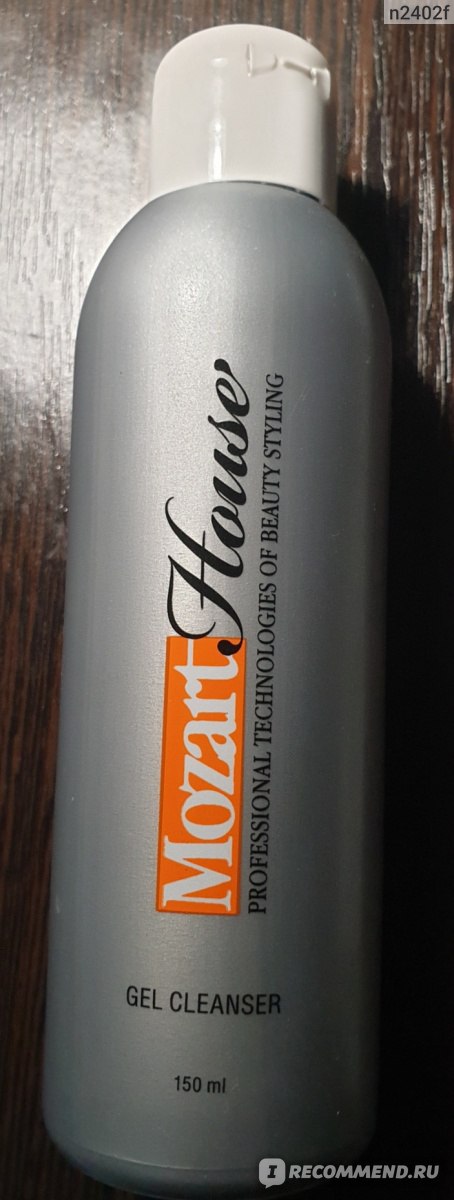 n2402f
Mozart House
PROFESSIONAL TECHNOLOGIES OF BEAUTY STYLING
GEL CLEANSER
150 ml
I RECOMMEND.RU